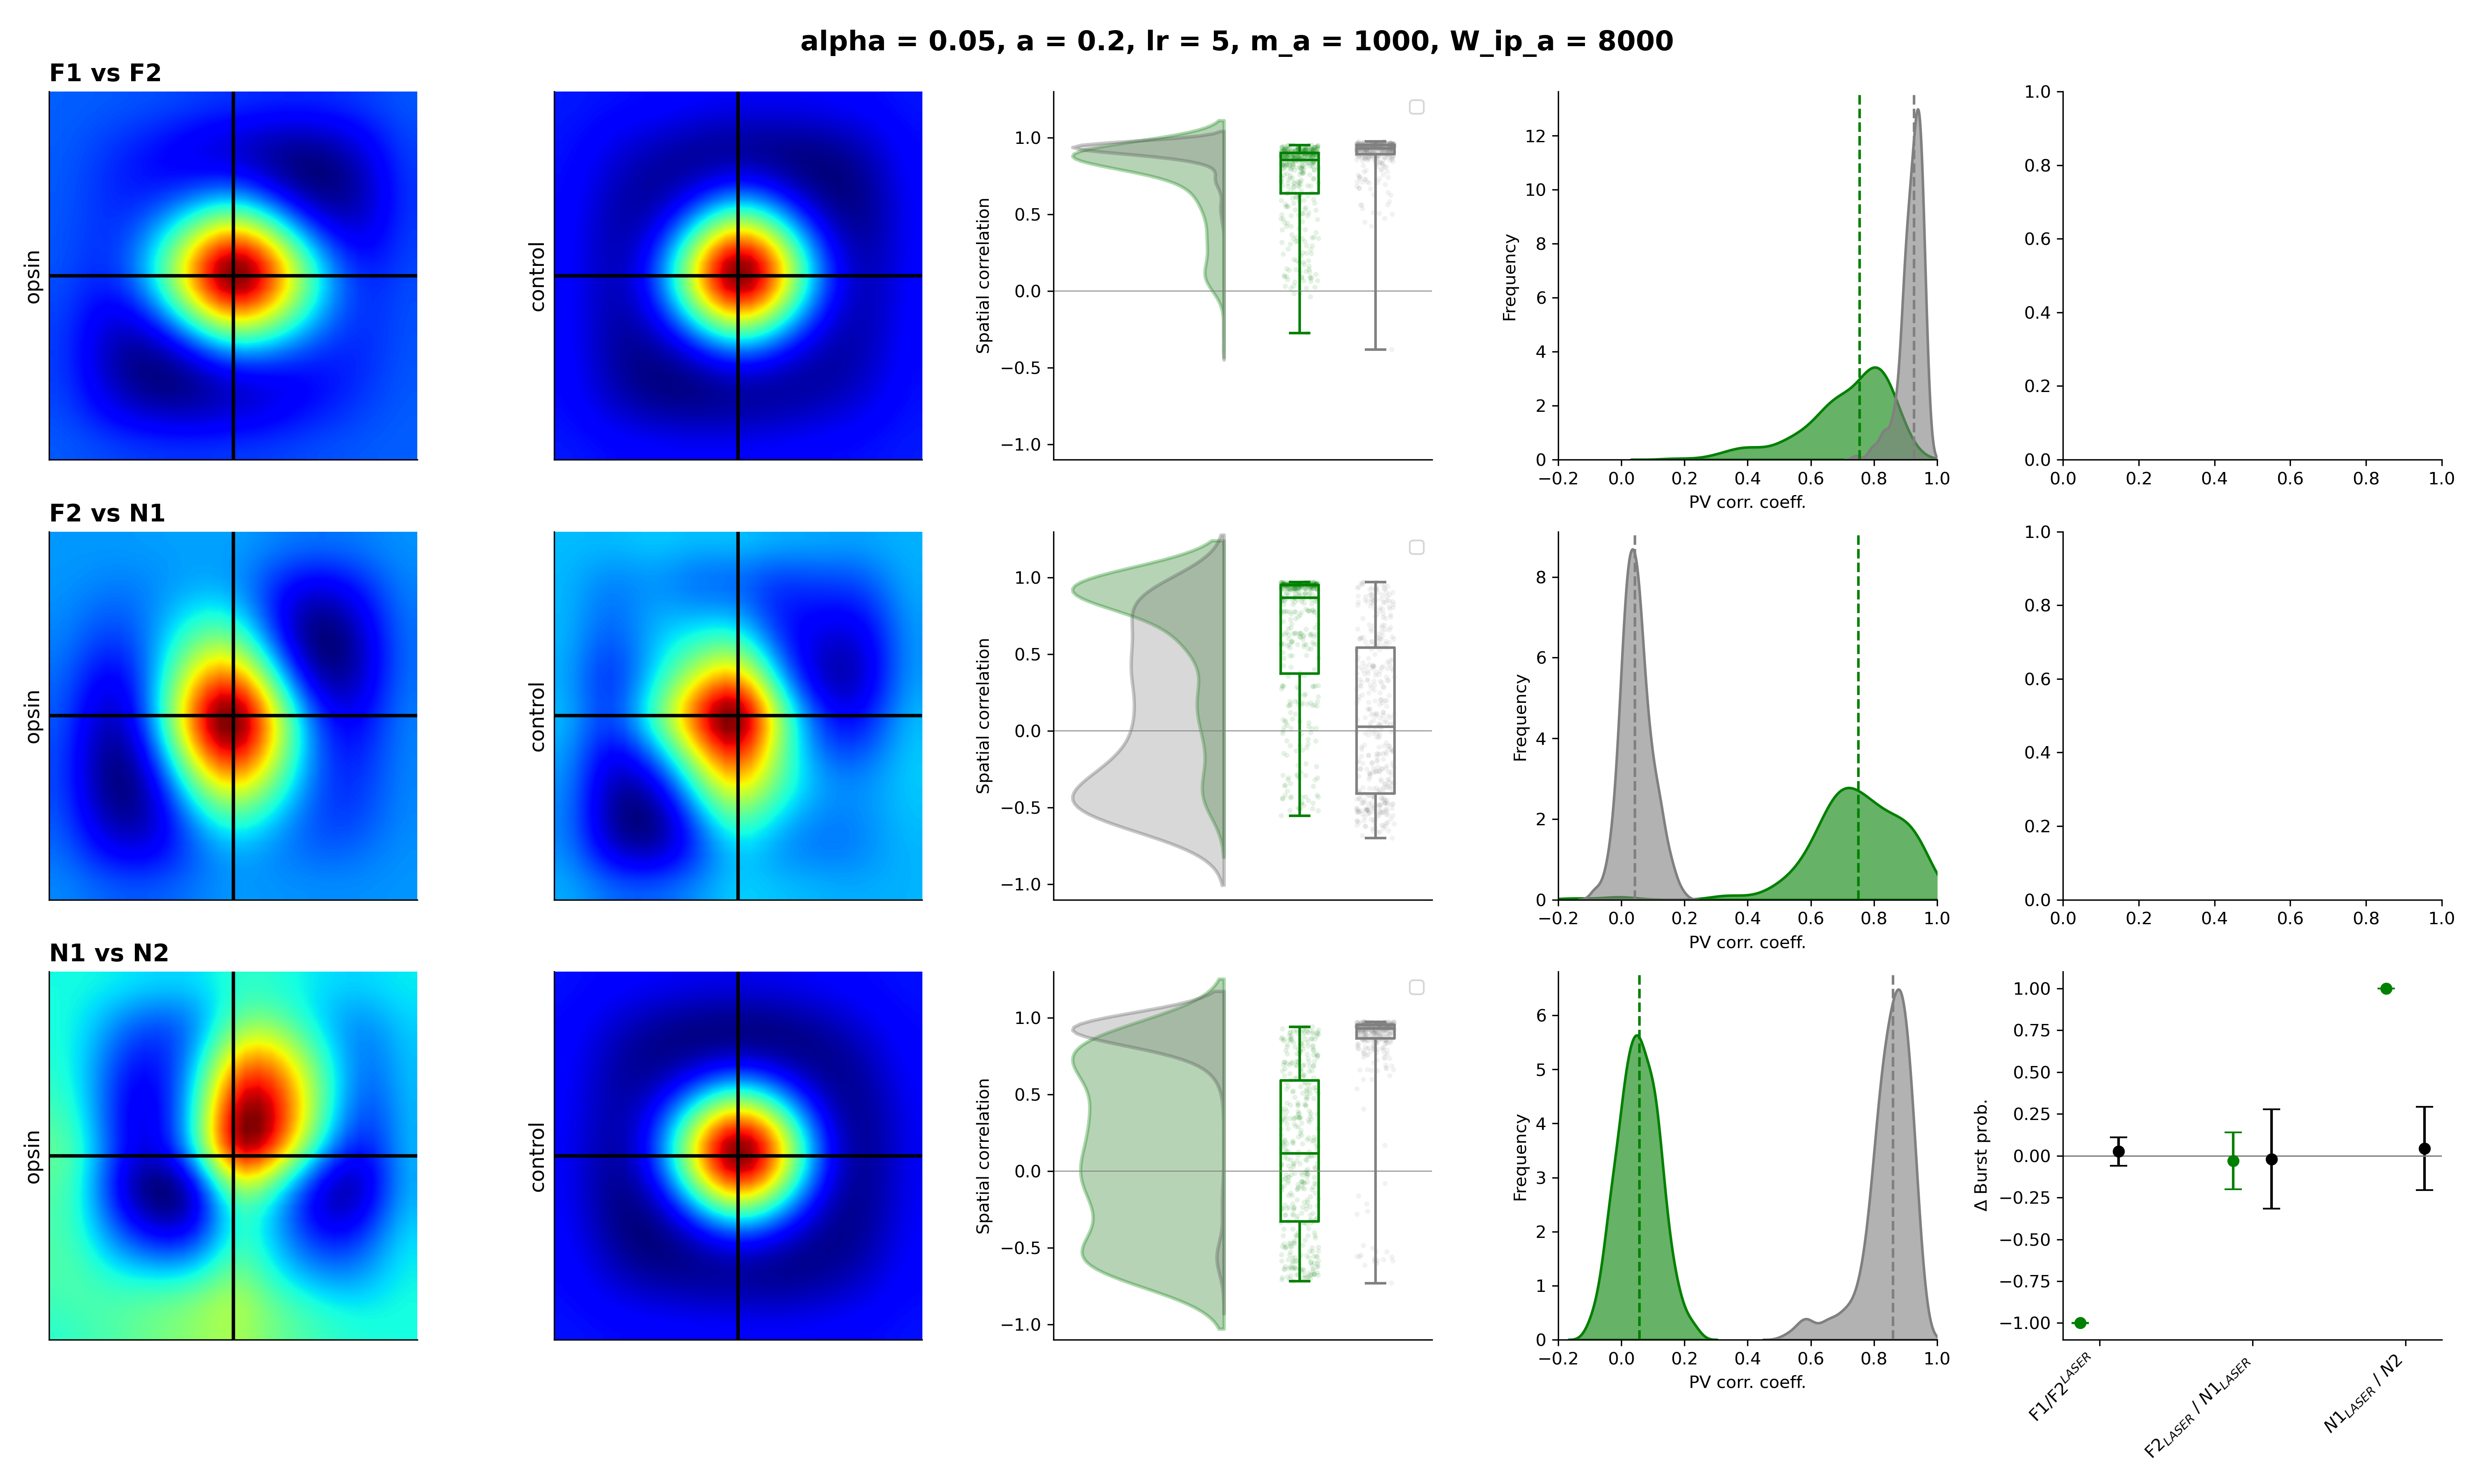 alpha = 0.05, a = 0.2, lr = 5, m_a = 1000, W_ip_a = 8000
F1 vs F2
opsin
control
Spatial correlation
1.0
0.5
0.0
−0.5
−1.0
Frequency
12
10
8
6
4
2
0
−0.2 0.0 0.2 0.4 0.6 0.8 1.0
PV corr. coeff.
1.0
0.8
0.6
0.4
0.2
0.0
0.0 0.2 0.4 0.6 0.8 1.0
F2 vs N1
opsin
control
Spatial correlation
1.0
0.5
0.0
−0.5
−1.0
Frequency
8
6
4
2
0
−0.2 0.0 0.2 0.4 0.6 0.8 1.0
PV corr. coeff.
1.0
0.8
0.6
0.4
0.2
0.0
0.0 0.2 0.4 0.6 0.8 1.0
N1 vs N2
opsin
control
Spatial correlation
1.0
0.5
0.0
−0.5
−1.0
Frequency
6
5
4
3
2
1
0
−0.2 0.0 0.2 0.4 0.6 0.8 1.0
PV corr. coeff.
Δ Burst prob.
1.00
0.75
0.50
0.25
0.00
−0.25
−0.50
−0.75
−1.00
F1/F2^LASER
F2_LASER / N1_LASER
N1_LASER / N2